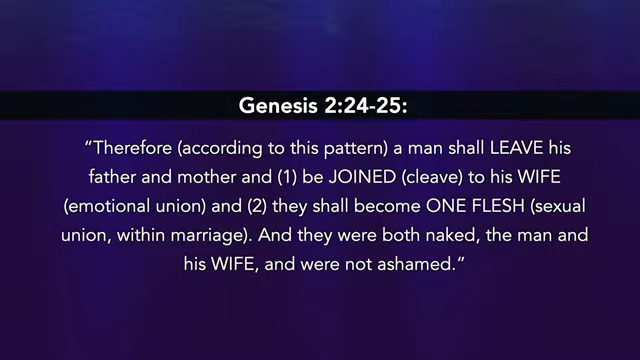 Genesis 2:24-25:
“Therefore (according to this pattern) a man shall LEAVE his
father and mother and (1) be JOINED (cleave) to his WIFE
(emotional union) and (2) they shall become ONE FLESH (sexual
union, within marriage). And they were both naked, the man and
his WIFE, and were not ashamed.”